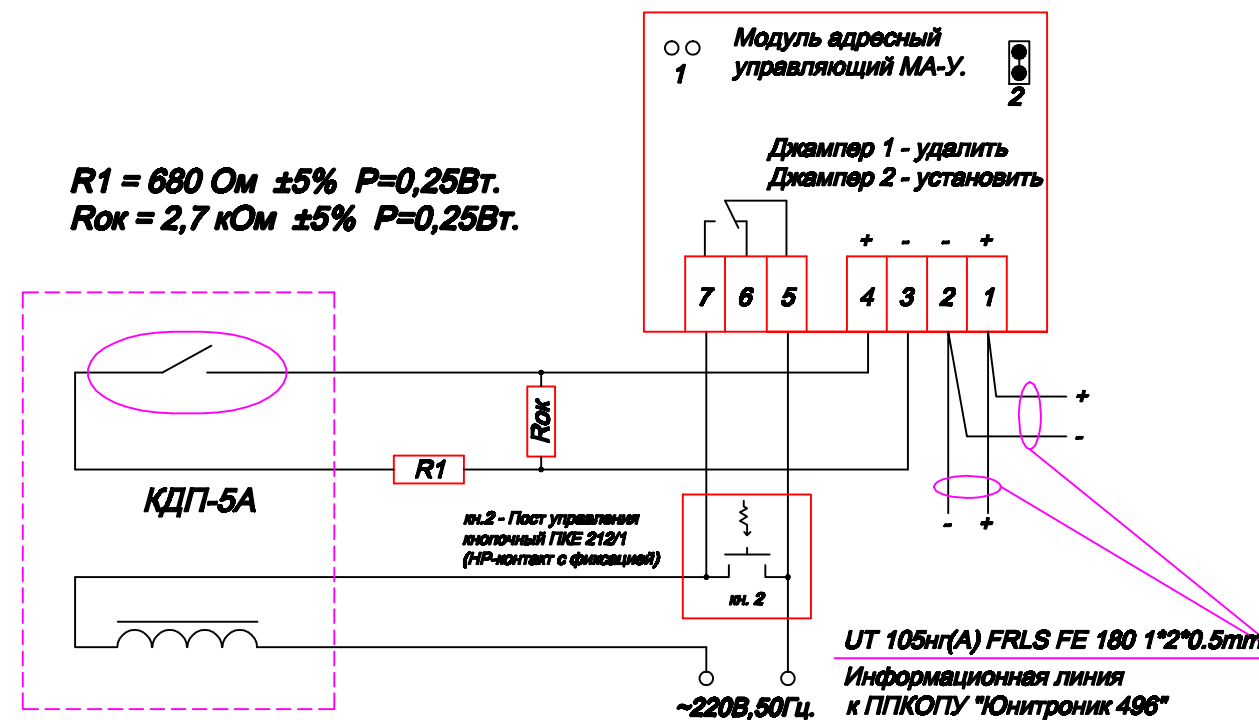 Модуль адресный
управляющий МА-У.
1
2
Джампер 1 - удалить
Джампер 2 - установить
R1 = 680 Ом ±5% P=0,25Вт.
Rок = 2,7 кОм ±5% P=0,25Вт.
+ - - +
7 6 5 4 3 2 1
Rок
R1
+
-
КДП-5А
- +
кн.2 - Пост управления
кнопочный ПКЕ 212/1
(НР-контакт с фиксацией)
кн. 2
UT 105нг(А) FRLS FE 180 1*2*0.5mm
Информационная линия
к ППКОПУ "Юнитроник 496"
~220В,50Гц.